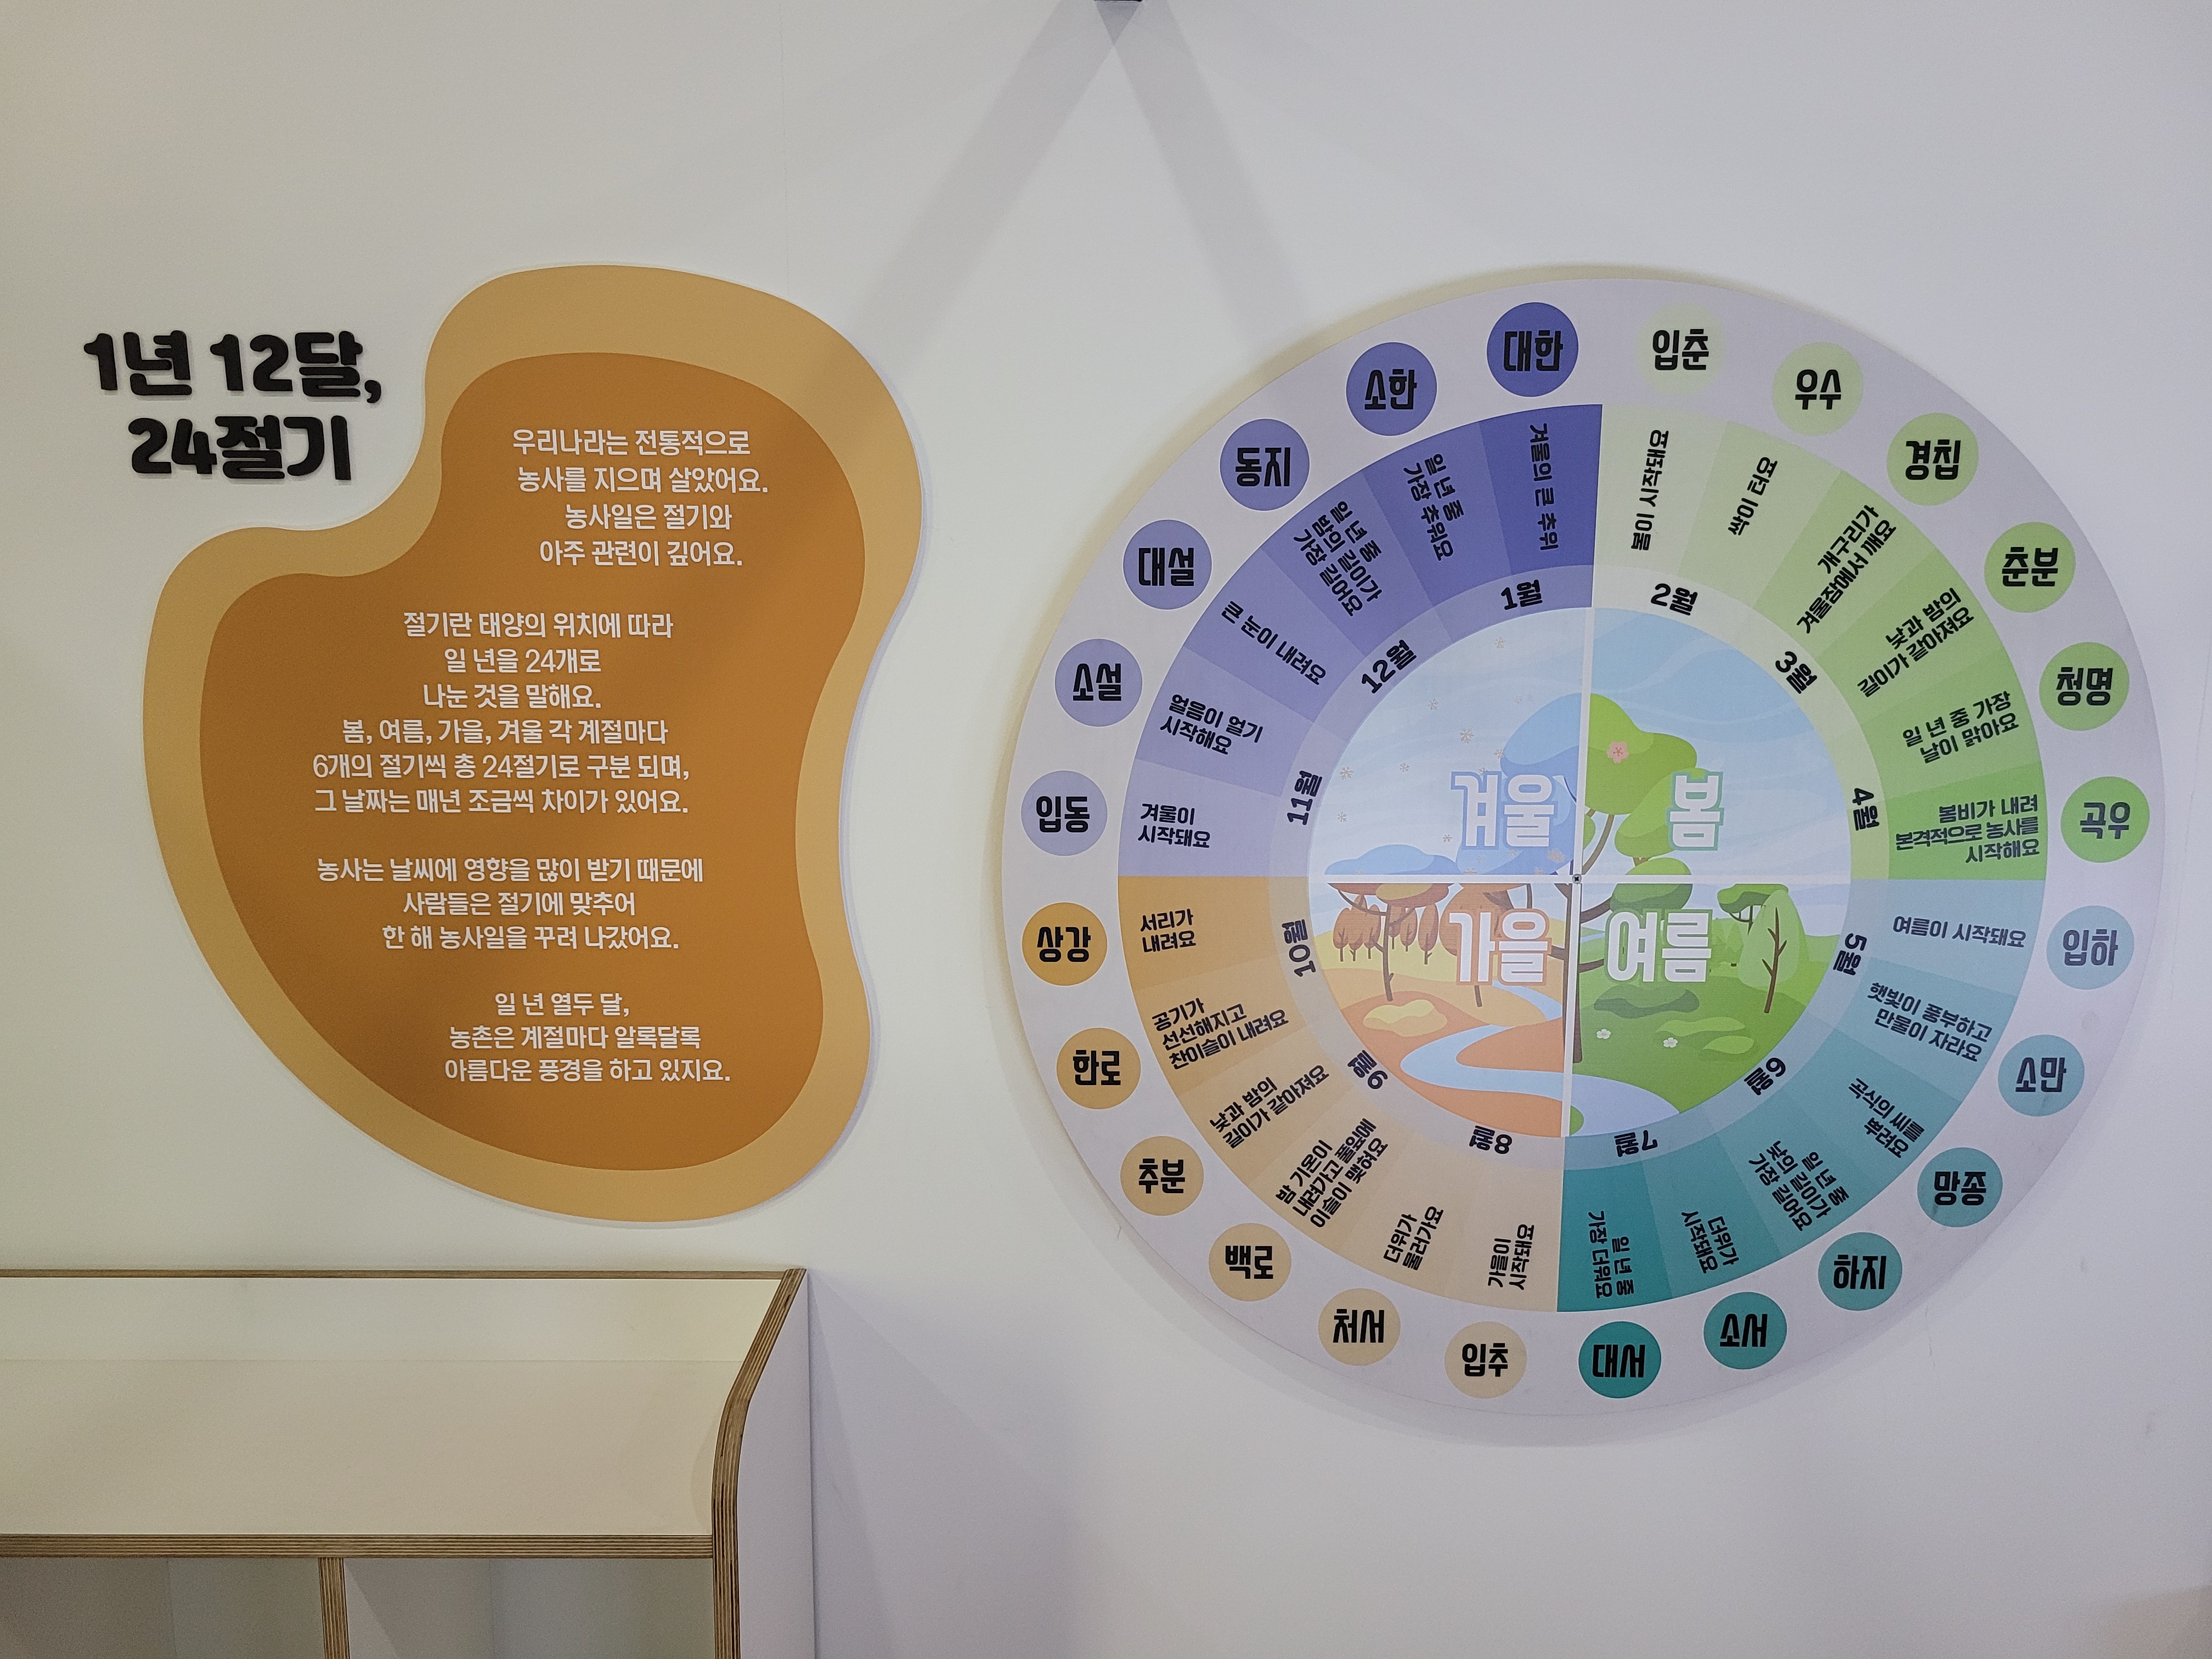 1년 12달,
24절기
우리나라는 전통적으로
농사를 지으며 살았어요.
농사일은 절기와
아주 관련이 깊어요.
절기란 태양의 위치에 따라
일 년을 24개로
나눈 것을 말해요.
봄, 여름, 가을, 겨울 각 계절마다
6개의 절기씩 총 24절기로 구분 되며,
그 날짜는 매년 조금씩 차이가 있어요.
농사는 날씨에 영향을 많이 받기 때문에
사람들은 절기에 맞추어
한 해 농사일을 꾸려 나갔어요.
일 년 열두 달,
농촌은 계절마다 알록달록
아름다운 풍경을 하고 있지요.
입춘
봄이 시작돼요
우수
싹이 터요
경칩
개구리가
겨울잠에서 깨요
춘분
낮과 밤의
길이가 같아져요
청명
일 년 중 가장
날이 맑아요
곡우
봄비가 내려
본격적으로 농사를
시작해요
입하
여름이 시작돼요
소만
햇빛이 풍부하고
만물이 자라요
망종
곡식의 씨를
뿌려요
하지
일 년 중
낮의 길이가
가장 길어요
소서
더위가
시작돼요
대서
일 년 중
가장 더워요
입추
가을이
시작돼요
처서
더위가
물러가요
백로
밤 기온이
내려가고 풀잎에
이슬이 맺혀요
추분
낮과 밤의
길이가 같아져요
한로
공기가
선선해지고
찬이슬이 내려요
상강
서리가
내려요
입동
겨울이
시작돼요
소설
얼음이 얼기
시작해요
대설
큰 눈이 내려요
동지
일 년 중
밤의 길이가
가장 길어요
소한
일 년 중
가장 추워요
대한
겨울의 큰 추위
1월
2월
3월
4월
5월
6월
7월
8월
9월
10월
11월
12월
겨울
봄
가을
여름